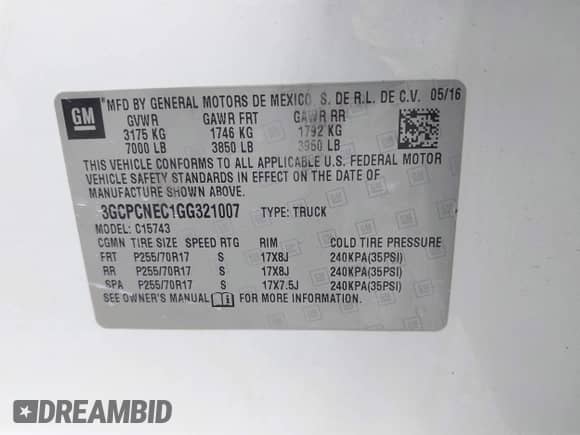 GM
MFD BY GENERAL MOTORS DE MEXICO, S. DE R.L. DE C.V. 05/16
GVWR GAWR FRT GAWR RR
3175 KG 1746 KG 1792 KG
7000 LB 3850 LB 3950 LB
THIS VEHICLE CONFORMS TO ALL APPLICABLE U.S. FEDERAL MOTOR
VEHICLE SAFETY STANDARDS IN EFFECT ON THE DATE OF
MANUFACTURE SHOWN ABOVE.
3GCPCNEC1GG321007 TYPE: TRUCK
MODEL: C15743
CGMN TIRE SIZE SPEED RTG RIM COLD TIRE PRESSURE
FRT P255/70R17 S 17X8J 240KPA(35PSI)
RR P255/70R17 S 17X8J 240KPA(35PSI)
SPA P255/70R17 S 17X7.5J 240KPA(35PSI)
SEE OWNER'S MANUAL FOR MORE INFORMATION.
DREAMBID